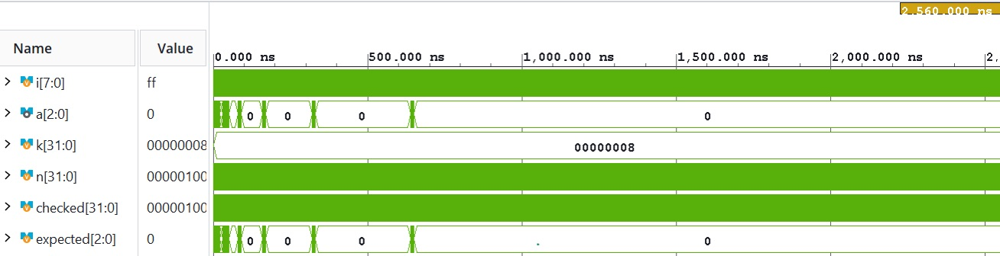 2,560.000 ns
Name Value
0.000 ns 500.000 ns 1,000.000 ns 1,500.000 ns 2,000.000 ns 2,
i[7:0] ff
a[2:0] 0 0 0 0 0
k[31:0] 00000008 00000008
n[31:0] 00000100
checked[31:0] 00000100
expected[2:0] 0 0 0 0 0